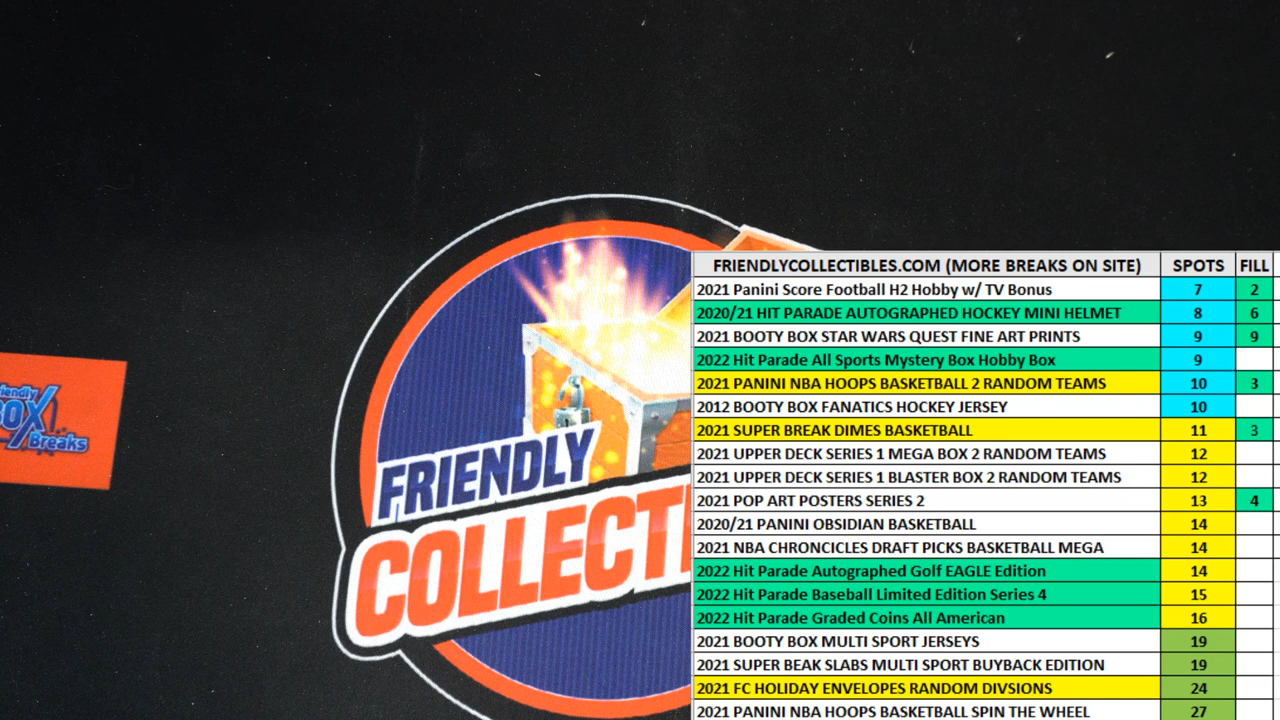 iendly
BOX
Breaks
FRIENDLY
COLLECTI
FRIENDLYCOLLECTIBLES.COM (MORE BREAKS ON SITE) SPOTS FILL
2021 Panini Score Football H2 Hobby w/ TV Bonus 7 2
2020/21 HIT PARADE AUTOGRAPHED HOCKEY MINI HELMET 8 6
2021 BOOTY BOX STAR WARS QUEST FINE ART PRINTS 9 9
2022 Hit Parade All Sports Mystery Box Hobby Box 9
2021 PANINI NBA HOOPS BASKETBALL 2 RANDOM TEAMS 10 3
2012 BOOTY BOX FANATICS HOCKEY JERSEY 10
2021 SUPER BREAK DIMES BASKETBALL 11 3
2021 UPPER DECK SERIES 1 MEGA BOX 2 RANDOM TEAMS 12
2021 UPPER DECK SERIES 1 BLASTER BOX 2 RANDOM TEAMS 12
2021 POP ART POSTERS SERIES 2 13 4
2020/21 PANINI OBSIDIAN BASKETBALL 14
2021 NBA CHRONCICLES DRAFT PICKS BASKETBALL MEGA 14
2022 Hit Parade Autographed Golf EAGLE Edition 14
2022 Hit Parade Baseball Limited Edition Series 4 15
2022 Hit Parade Graded Coins All American 16
2021 BOOTY BOX MULTI SPORT JERSEYS 19
2021 SUPER BEAK SLABS MULTI SPORT BUYBACK EDITION 19
2021 FC HOLIDAY ENVELOPES RANDOM DIVSIONS 24
2021 PANINI NBA HOOPS BASKETBALL SPIN THE WHEEL 27